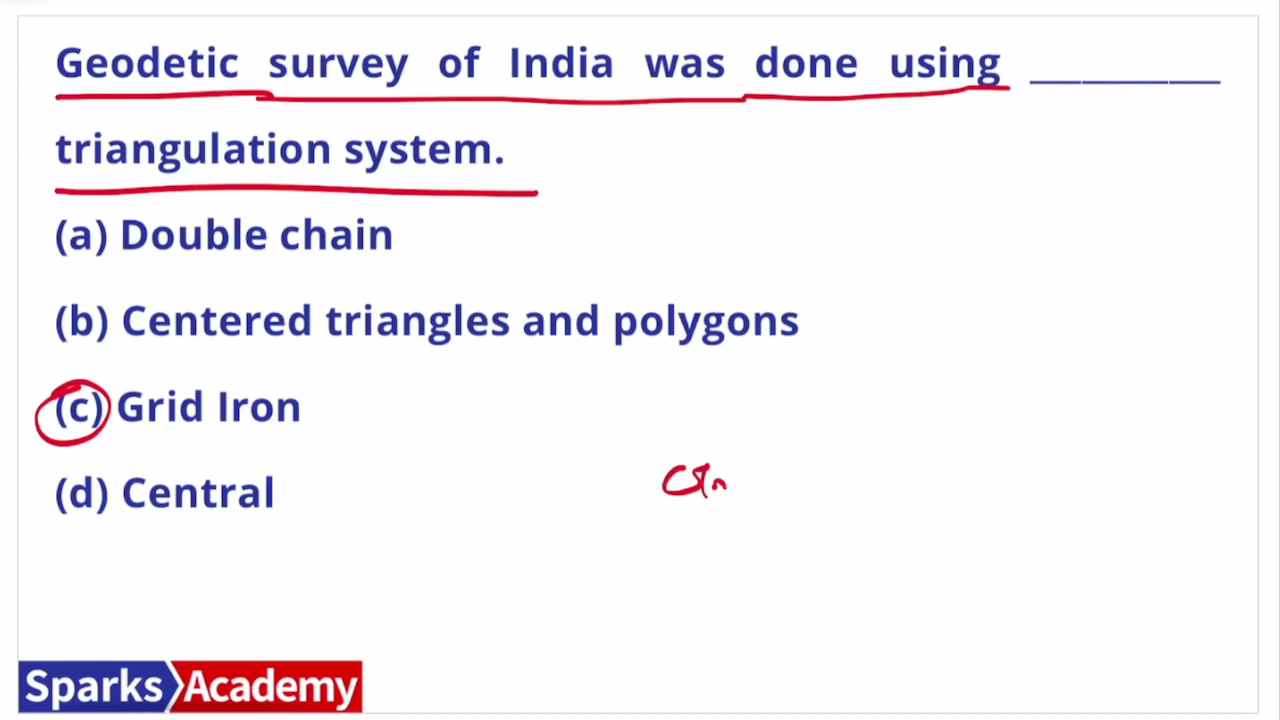 Geodetic survey of India was done using __________
triangulation system.
(a) Double chain
(b) Centered triangles and polygons
(c) Grid Iron
(d) Central
Sparks Academy